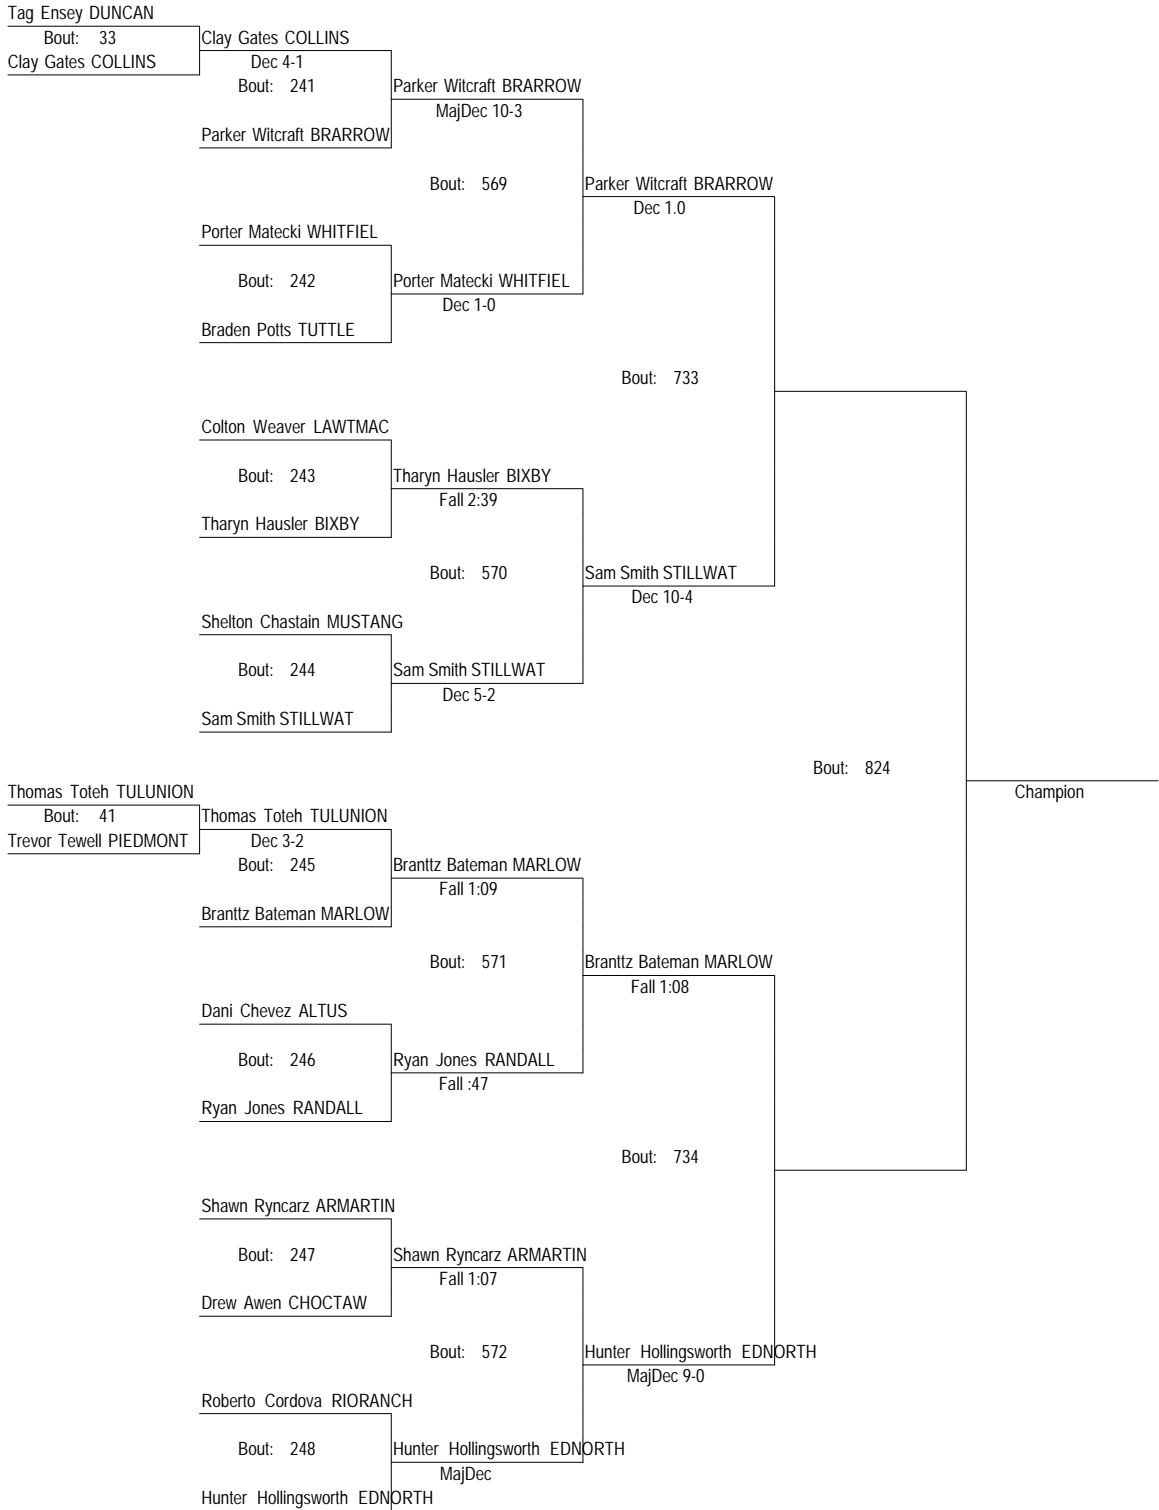 Tag Ensey DUNCAN
Bout: 33
Clay Gates COLLINS
Clay Gates COLLINS
Dec 4-1
Bout: 241
Parker Witcraft BRARROW
MajDec 10-3
Parker Witcraft BRARROW
Bout: 569
Parker Witcraft BRARROW
Dec 1.0
Porter Matecki WHITFIEL
Bout: 242
Porter Matecki WHITFIEL
Dec 1-0
Braden Potts TUTTLE
Bout: 733
Colton Weaver LAWTMAC
Bout: 243
Tharyn Hausler BIXBY
Fall 2:39
Tharyn Hausler BIXBY
Bout: 570
Sam Smith STILLWAT
Dec 10-4
Shelton Chastain MUSTANG
Bout: 244
Sam Smith STILLWAT
Dec 5-2
Sam Smith STILLWAT
Bout: 824
Champion
Thomas Toteh TULUNION
Bout: 41
Trevor Tewell PIEDMONT
Thomas Toteh TULUNION
Dec 3-2
Bout: 245
Branttz Bateman MARLOW
Fall 1:09
Branttz Bateman MARLOW
Bout: 571
Branttz Bateman MARLOW
Fall 1:08
Dani Chevez ALTUS
Bout: 246
Ryan Jones RANDALL
Fall :47
Ryan Jones RANDALL
Bout: 734
Shawn Ryncarz ARMARTIN
Bout: 247
Shawn Ryncarz ARMARTIN
Fall 1:07
Drew Awen CHOCTAW
Bout: 572
Hunter Hollingsworth EDNORTH
MajDec 9-0
Roberto Cordova RIORANCH
Bout: 248
Hunter Hollingsworth EDNORTH
MajDec
Hunter Hollingsworth EDNORTH